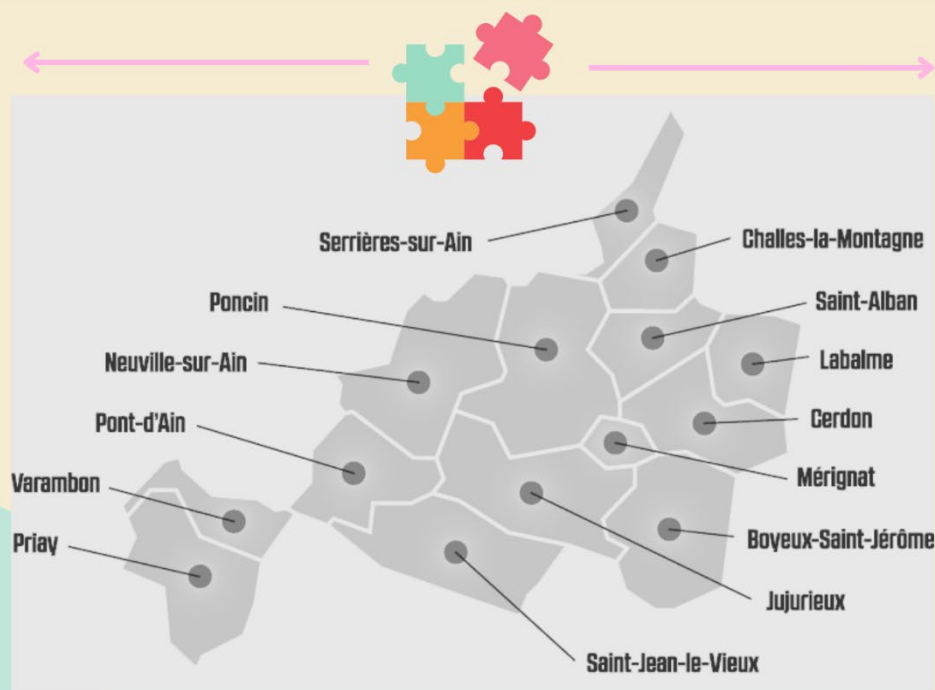 Serrières-sur-Ain
Challes-la-Montagne
Poncin
Saint-Alban
Neuville-sur-Ain
Labalme
Pont-d'Ain
Cerdon
Varambon
Mérignat
Priay
Boyeux-Saint-Jérôme
Jujurieux
Saint-Jean-le-Vieux